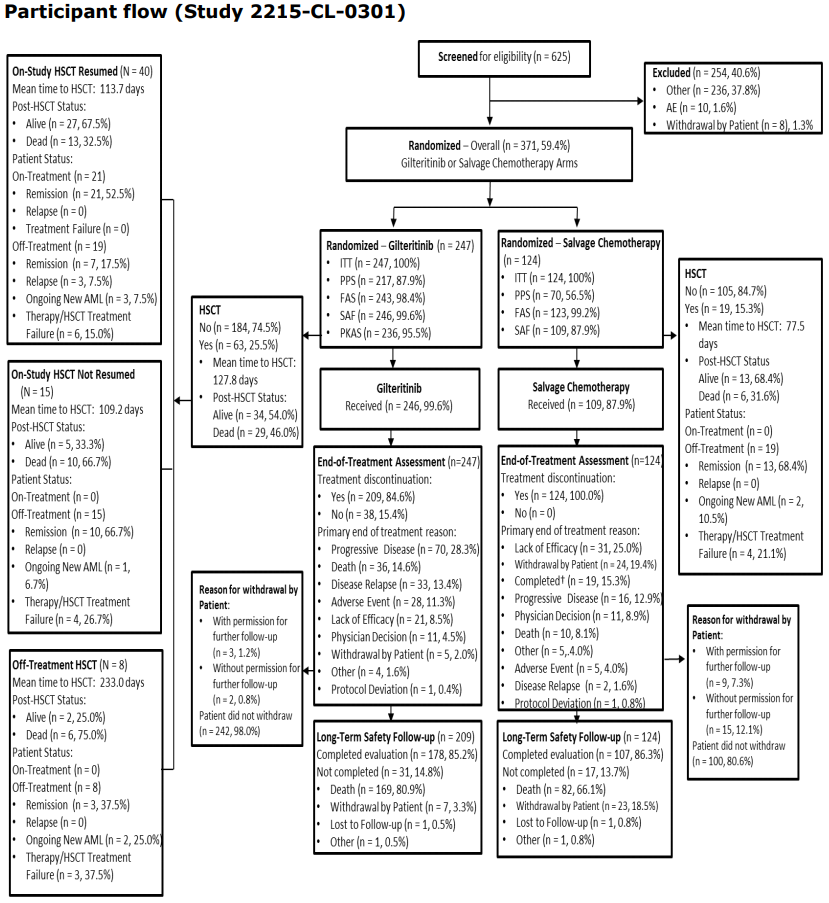 Participant flow (Study 2215-CL-0301)
Screened for eligibility (n = 625)
Excluded (n = 254, 40.6%)
• Other (n = 236, 37.8%)
• AE (n = 10, 1.6%)
• Withdrawal by Patient (n = 8), 1.3%
Randomized – Overall (n = 371, 59.4%)
Gilteritinib or Salvage Chemotherapy Arms
Randomized – Gilteritinib (n = 247)
• ITT (n = 247, 100%)
• PPS (n = 217, 87.9%)
• FAS (n = 243, 98.4%)
• SAF (n = 246, 99.6%)
• PKAS (n = 236, 95.5%)
Randomized – Salvage Chemotherapy
(n = 124)
• ITT (n = 124, 100%)
• PPS (n = 70, 56.5%)
• FAS (n = 123, 99.2%)
• SAF (n = 109, 87.9%)
On-Study HSCT Resumed (N = 40)
Mean time to HSCT: 113.7 days
Post-HSCT Status:
• Alive (n = 27, 67.5%)
• Dead (n = 13, 32.5%)
Patient Status:
On-Treatment (n = 21)
• Remission (n = 21, 52.5%)
• Relapse (n = 0)
• Treatment Failure (n = 0)
Off-Treatment (n = 19)
• Remission (n = 7, 17.5%)
• Relapse (n = 3, 7.5%)
• Ongoing New AML (n = 3, 7.5%)
• Therapy/HSCT Treatment
Failure (n = 6, 15.0%)
On-Study HSCT Not Resumed
(N = 15)
Mean time to HSCT: 109.2 days
Post-HSCT Status:
• Alive (n = 5, 33.3%)
• Dead (n = 10, 66.7%)
Patient Status:
On-Treatment (n = 0)
Off-Treatment (n = 15)
• Remission (n = 10, 66.7%)
• Relapse (n = 0)
• Ongoing New AML (n = 1,
6.7%)
• Therapy/HSCT Treatment
Failure (n = 4, 26.7%)
Off-Treatment HSCT (N = 8)
Mean time to HSCT: 233.0 days
Post-HSCT Status:
• Alive (n = 2, 25.0%)
• Dead (n = 6, 75.0%)
Patient Status:
On-Treatment (n = 0)
Off-Treatment (n = 8)
• Remission (n = 3, 37.5%)
• Relapse (n = 0)
• Ongoing New AML (n = 2, 25.0%)
• Therapy/HSCT Treatment
Failure (n = 3, 37.5%)
HSCT
No (n = 184, 74.5%)
Yes (n = 63, 25.5%)
• Mean time to HSCT:
127.8 days
• Post-HSCT Status:
Alive (n = 34, 54.0%)
Dead (n = 29, 46.0%)
HSCT
No (n = 105, 84.7%)
Yes (n = 19, 15.3%)
• Mean time to HSCT: 77.5
days
• Post-HSCT Status
Alive (n = 13, 68.4%)
Dead (n = 6, 31.6%)
Patient Status:
On-Treatment (n = 0)
Off-Treatment (n = 19)
• Remission (n = 13, 68.4%)
• Relapse (n = 0)
• Ongoing New AML (n = 2,
10.5%)
• Therapy/HSCT Treatment
Failure (n = 4, 21.1%)
Gilteritinib
Received (n = 246, 99.6%)
Salvage Chemotherapy
Received (n = 109, 87.9%)
End-of-Treatment Assessment (n=247)
Treatment discontinuation:
• Yes (n = 209, 84.6%)
• No (n = 38, 15.4%)
Primary end of treatment reason:
• Progressive Disease (n = 70, 28.3%)
• Death (n = 36, 14.6%)
• Disease Relapse (n = 33, 13.4%)
• Adverse Event (n = 28, 11.3%)
• Lack of Efficacy (n = 21, 8.5%)
• Physician Decision (n = 11, 4.5%)
• Withdrawal by Patient (n = 5, 2.0%)
• Other (n = 4, 1.6%)
• Protocol Deviation (n = 1, 0.4%)
End-of-Treatment Assessment (n=124)
Treatment discontinuation:
• Yes (n = 124, 100.0%)
• No (n = 0)
Primary end of treatment reason:
• Lack of Efficacy (n = 31, 25.0%)
• Withdrawal by Patient (n = 24, 19.4%)
• Completed† (n = 19, 15.3%)
• Progressive Disease (n = 16, 12.9%)
• Physician Decision (n = 11, 8.9%)
• Death (n = 10, 8.1%)
• Other (n = 5,.4.0%)
• Adverse Event (n = 5, 4.0%)
• Disease Relapse (n = 2, 1.6%)
• Protocol Deviation (n = 1, 0.8%)
Reason for withdrawal by
Patient:
• With permission for
further follow-up
(n = 3, 1.2%)
• Without permission for
further follow-up
(n = 2, 0.8%)
Patient did not withdraw
(n = 242, 98.0%)
Reason for withdrawal by
Patient:
• With permission for
further follow-up
(n = 9, 7.3%)
• Without permission for
further follow-up
(n = 15, 12.1%)
Patient did not withdraw
(n = 100, 80.6%)
Long-Term Safety Follow-up (n = 209)
Completed evaluation (n = 178, 85.2%)
Not completed (n = 31, 14.8%)
• Death (n = 169, 80.9%)
• Withdrawal by Patient (n = 7, 3.3%)
• Lost to Follow-up (n = 1, 0.5%)
• Other (n = 1, 0.5%)
Long-Term Safety Follow-up (n = 124)
Completed evaluation (n = 107, 86.3%)
Not completed (n = 17, 13.7%)
• Death (n = 82, 66.1%)
• Withdrawal by Patient (n = 23, 18.5%)
• Lost to Follow-up (n = 1, 0.8%)
• Other (n = 1, 0.8%)